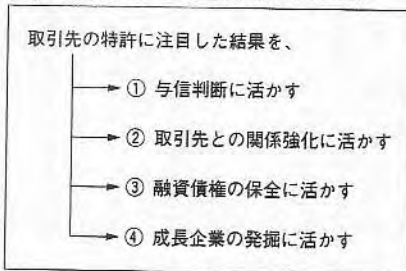 取引先の特許に注目した結果を、
① 与信判断に活かす
② 取引先との関係強化に活かす
③ 融資債権の保全に活かす
④ 成長企業の発掘に活かす